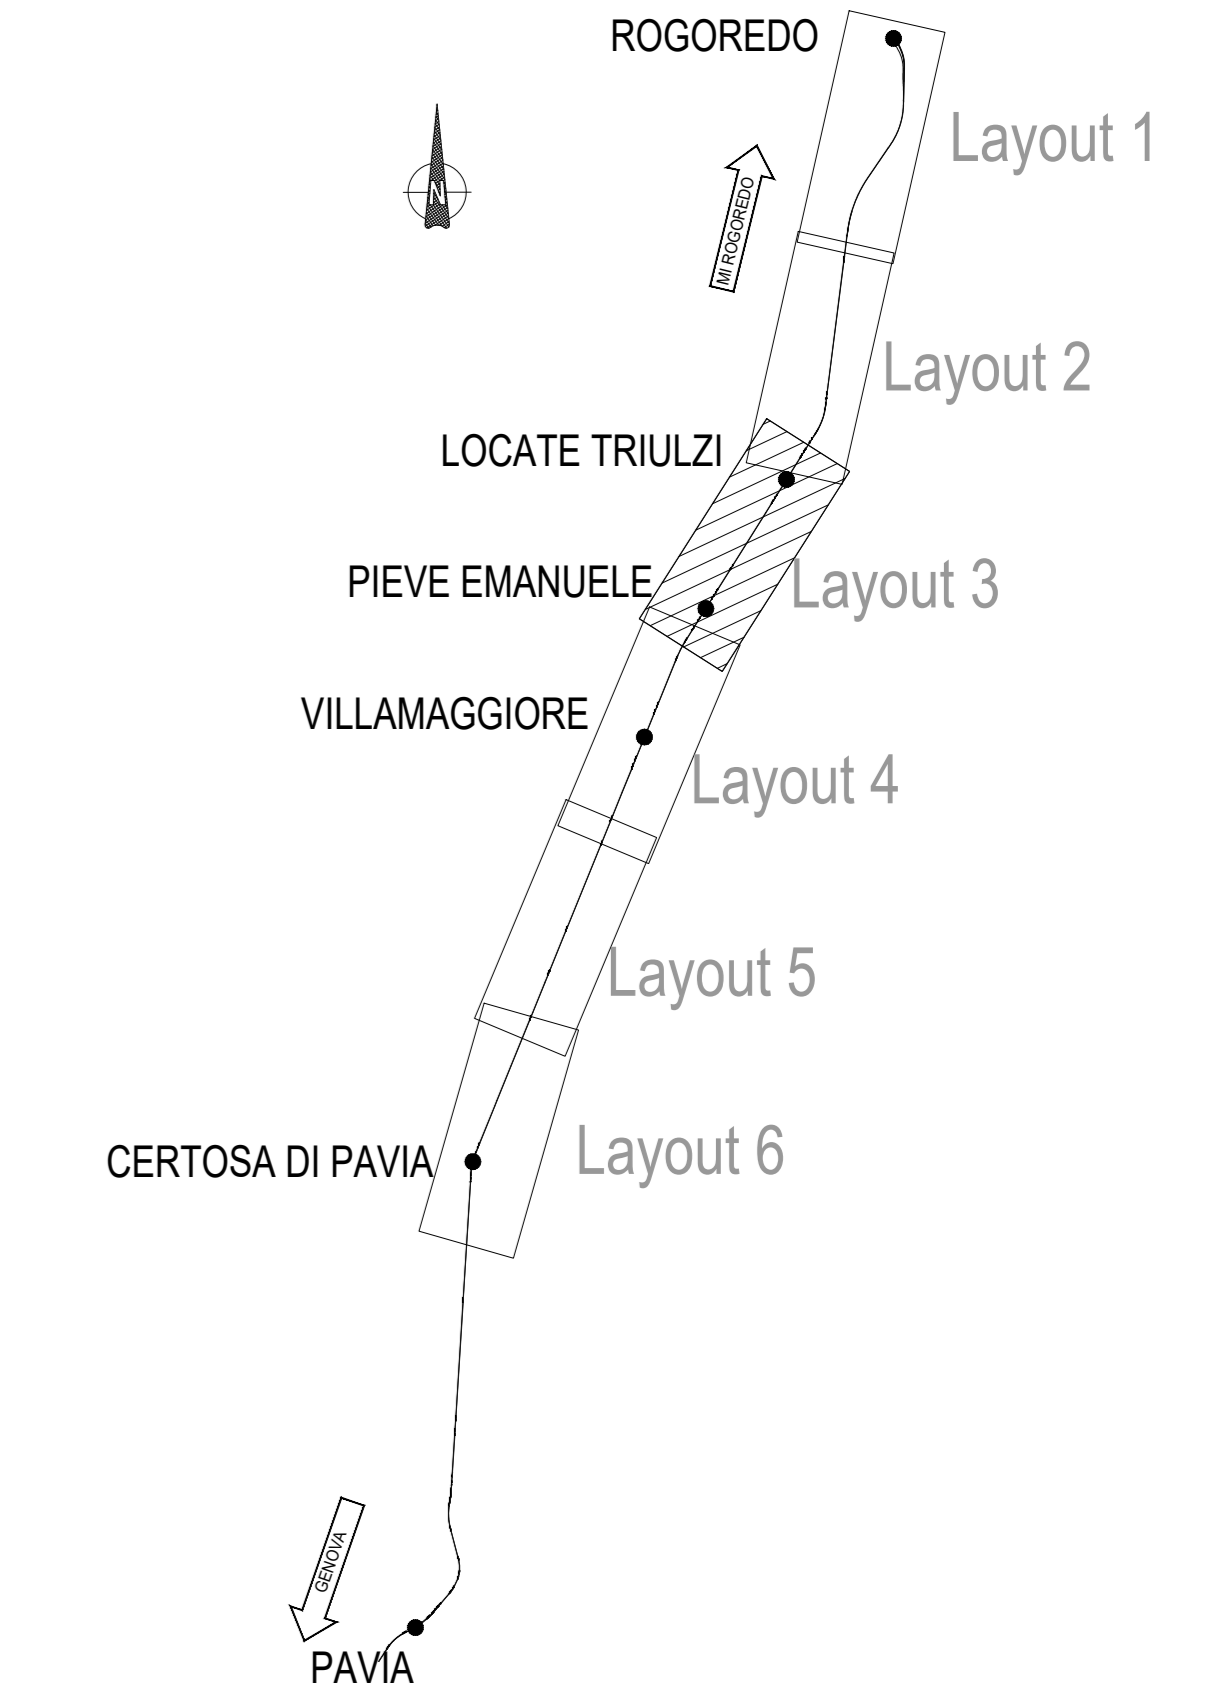 ROGOREDO
Layout 1
N
MI ROGOREDO
Layout 2
LOCATE TRIULZI
PIEVE EMANUELE
Layout 3
VILLAMAGGIORE
Layout 4
Layout 5
CERTOSA DI PAVIA
Layout 6
GENOVA
PAVIA